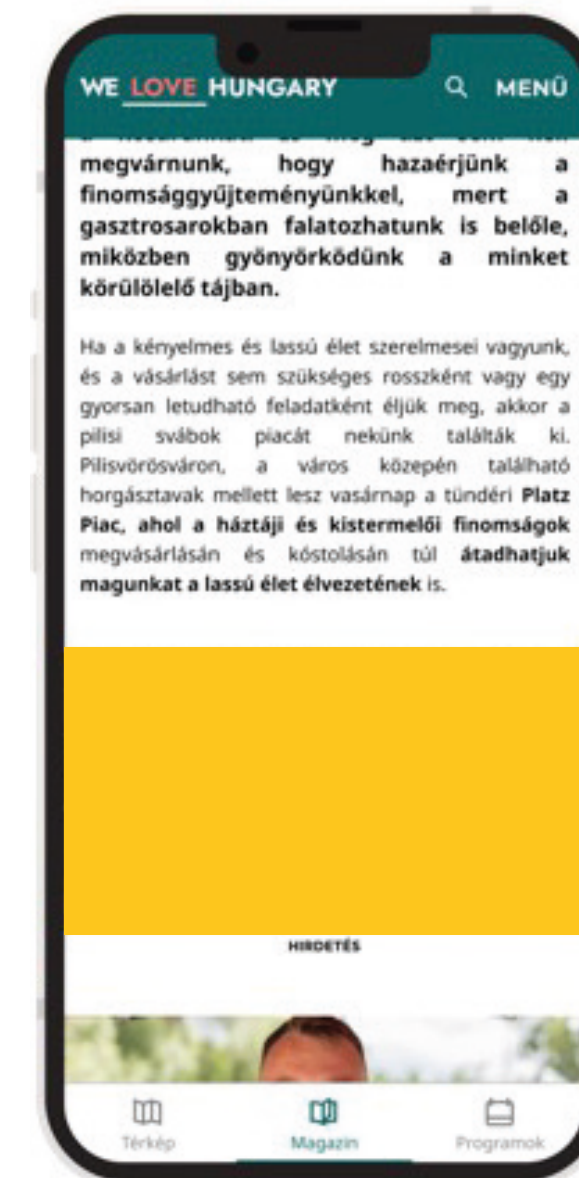 WE LOVE HUNGARY
MENÜ
megvárnunk, hogy hazaérjünk a
finomsággyűjteményünkkel, mert a
gasztrosarokban falatozhatunk is belőle,
miközben gyönyörködünk a minket
körülölelő tájban.
Ha a kényelmes és lassú élet szerelmesei vagyunk,
és a vásárlást sem szükséges rosszként vagy egy
gyorsan letudható feladatként éljük meg, akkor a
pilisi svábok piacát nekünk találták ki.
Pilisvörösváron, a város közepén található
horgásztavak mellett lesz vasárnap a tündéri Platz
Piac, ahol a háztáji és kistermelői finomságok
megvásárlásán és kóstolásán túl átadhatjuk
magunkat a lassú élet élvezetének is.
HIRDETÉS
Térkép
Magazin
Programok